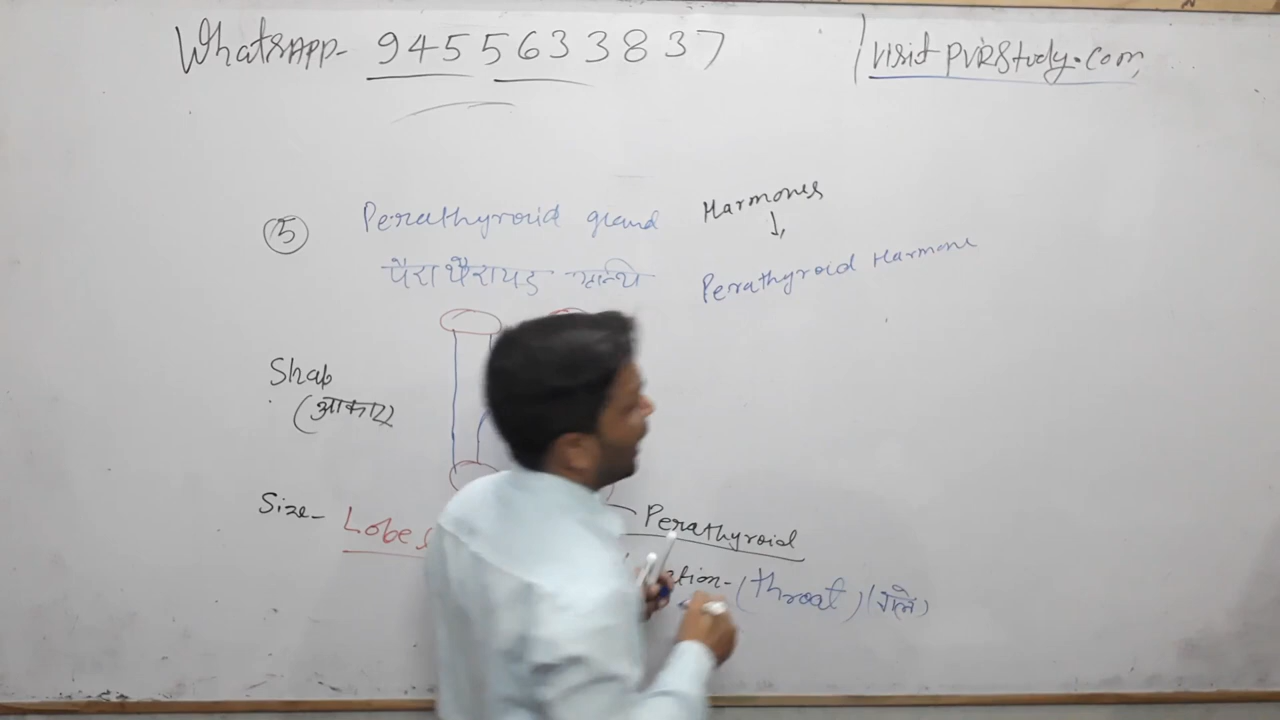 WhatsAPP- 9455633837
/ visit PVRStudy.com
⑤ Perathyroid gland
पैराथैरायड ग्रन्थि
Harmones
↓
Perathyroid Harmone
Shap
(आकार)
Size- Lobes
Perathyroid
(throat) (गले)